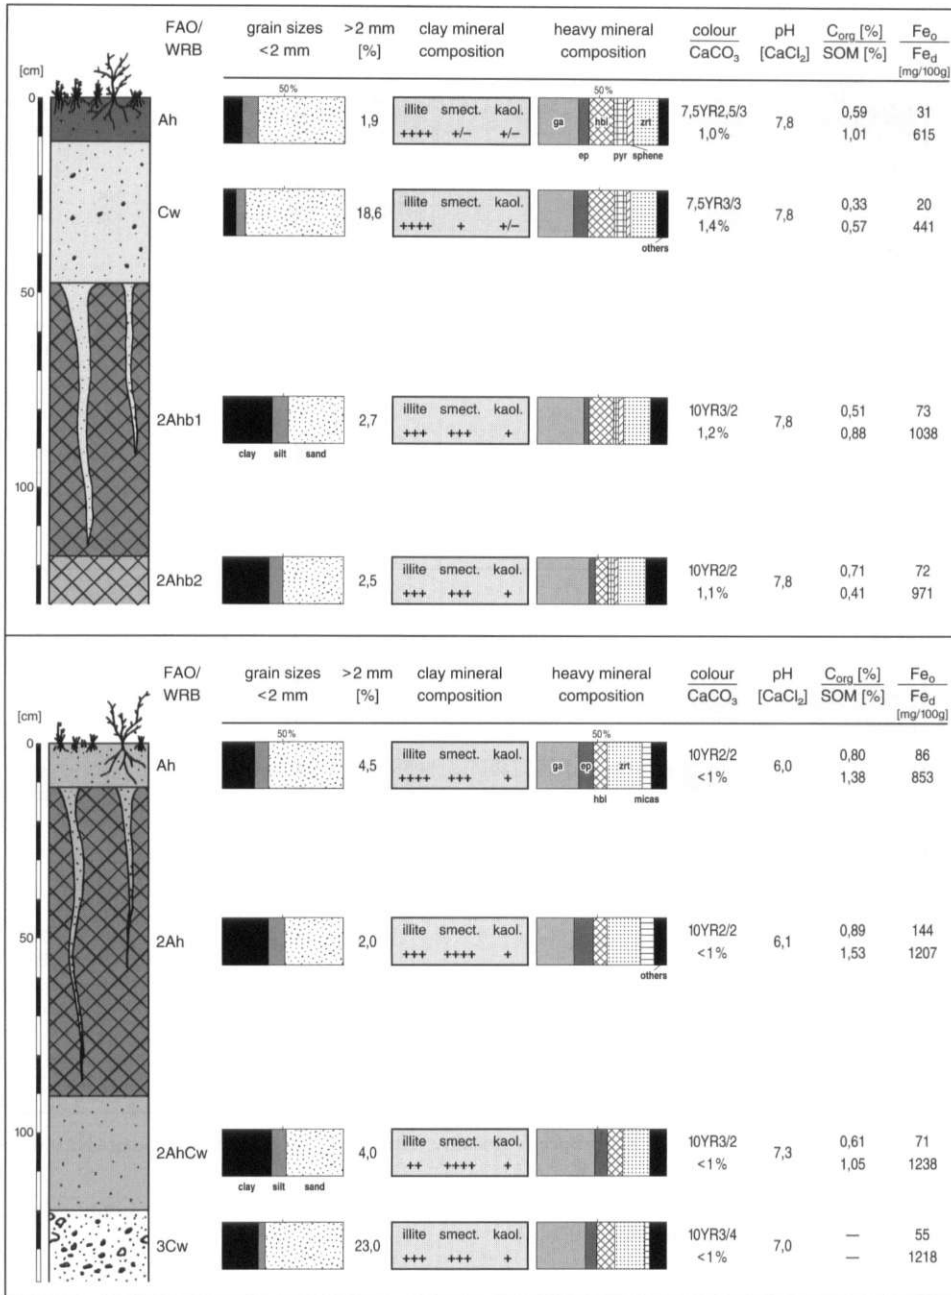 FAO/ grain sizes >2 mm clay mineral heavy mineral colour pH C_org [%] Fe_o
WRB <2 mm [%] composition composition CaCO₃ [CaCl₂] SOM [%] Fe_d
[cm] [mg/100g]
50% 50%
0 Ah 1,9 illite smect. kaol. ga hbl zrt 7,5YR2,5/3 7,8 0,59 31
++++ +/– +/– 1,0% 1,01 615
ep pyr sphene
Cw 18,6 illite smect. kaol. 7,5YR3/3 7,8 0,33 20
++++ + +/– 1,4% 0,57 441
others
50
2Ahb1 2,7 illite smect. kaol. 10YR3/2 7,8 0,51 73
+++ +++ + 1,2% 0,88 1038
clay silt sand
100
2Ahb2 2,5 illite smect. kaol. 10YR2/2 7,8 0,71 72
+++ +++ + 1,1% 0,41 971
FAO/ grain sizes >2 mm clay mineral heavy mineral colour pH C_org [%] Fe_o
WRB <2 mm [%] composition composition CaCO₃ [CaCl₂] SOM [%] Fe_d
[cm] [mg/100g]
50% 50%
0 Ah 4,5 illite smect. kaol. ga ep zrt 10YR2/2 6,0 0,80 86
++++ +++ + <1% 1,38 853
hbl micas
2Ah 2,0 illite smect. kaol. 10YR2/2 6,1 0,89 144
50 +++ ++++ + <1% 1,53 1207
others
100 2AhCw 4,0 illite smect. kaol. 10YR3/2 7,3 0,61 71
++ ++++ + <1% 1,05 1238
clay silt sand
3Cw 23,0 illite smect. kaol. 10YR3/4 7,0 — 55
+++ +++ + <1% — 1218